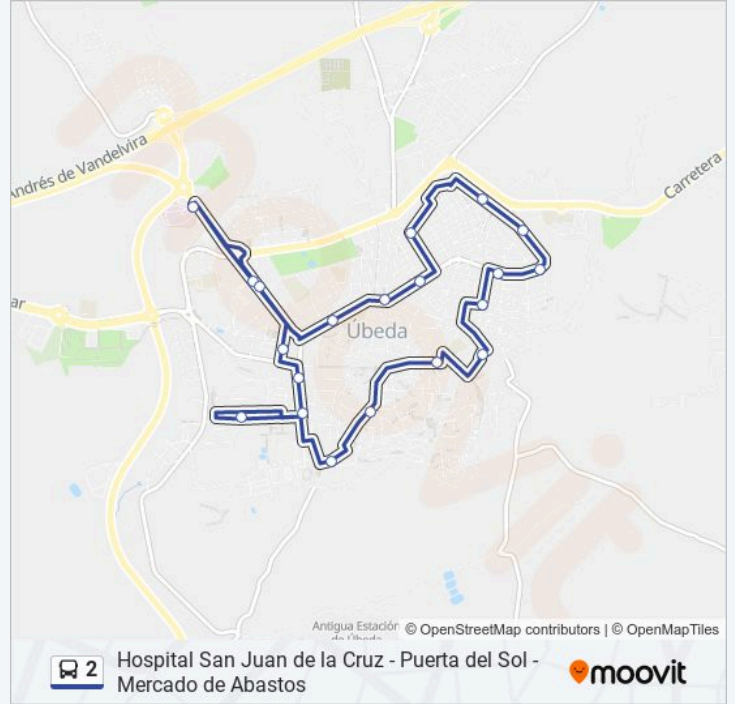 Andrés de Vandelvira
Carretera
ar
Úbeda
Antigua Estación
de Úbeda
© OpenStreetMap contributors | © OpenMapTiles
2
Hospital San Juan de la Cruz - Puerta del Sol -
Mercado de Abastos
moovit